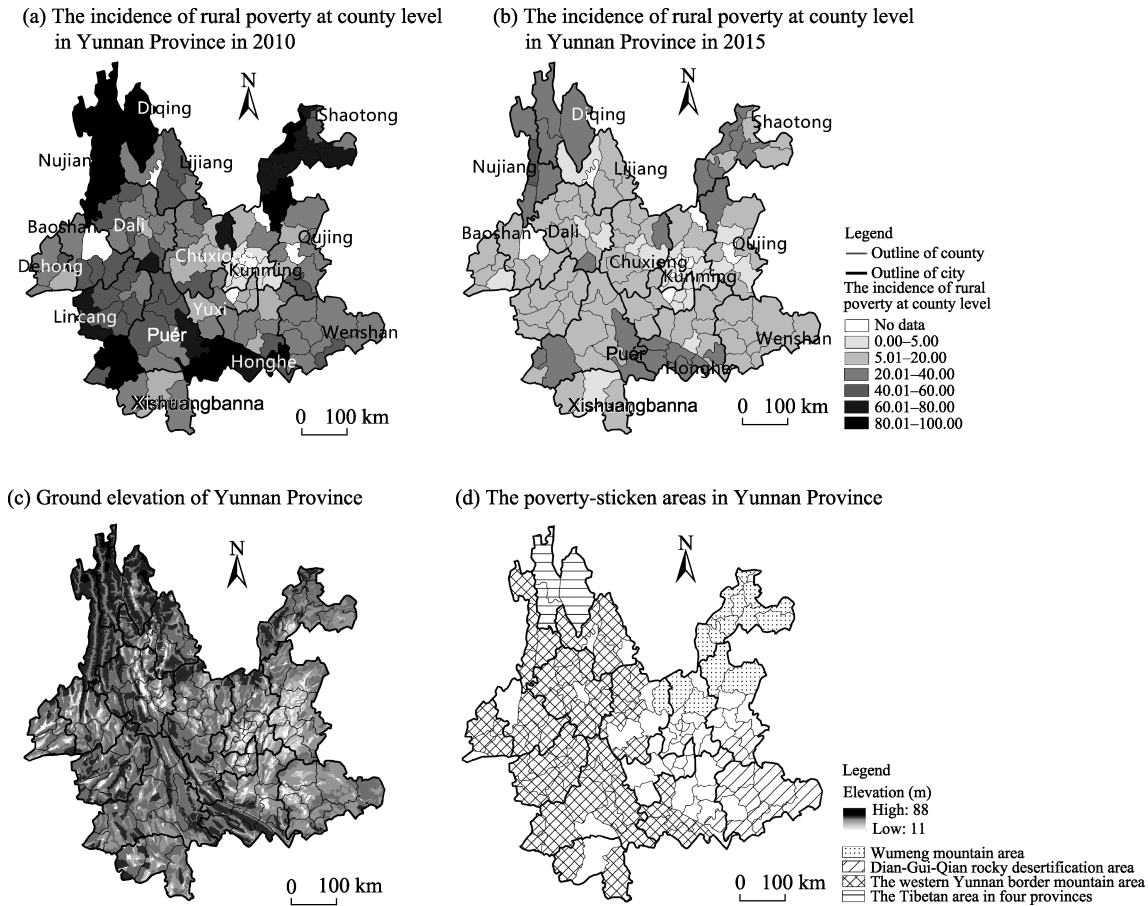 (a) The incidence of rural poverty at county level
in Yunnan Province in 2010
N
Diqing
Shaotong
Nujian
Lijiang
Baoshan
Dali
Qujing
Dehong
Chuxiong
Kunming
Lincang
Yuxi
Puér
Wenshan
Honghe
Xishuangbanna
0 100 km
(b) The incidence of rural poverty at county level
in Yunnan Province in 2015
N
Diqing
Shaotong
Nujiang
Lijiang
Baoshan
Dali
Qujing
Chuxiong
Kunming
Wenshan
Puér
Honghe
Xishuangbanna
0 100 km
Legend
Outline of county
Outline of city
The incidence of rural
poverty at county level
No data
0.00–5.00
5.01–20.00
20.01–40.00
40.01–60.00
60.01–80.00
80.01–100.00
(c) Ground elevation of Yunnan Province
N
0 100 km
(d) The poverty-sticken areas in Yunnan Province
N
0 100 km
Legend
Elevation (m)
High: 88
Low: 11
Wumeng mountain area
Dian-Gui-Qian rocky desertification area
The western Yunnan border mountain area
The Tibetan area in four provinces